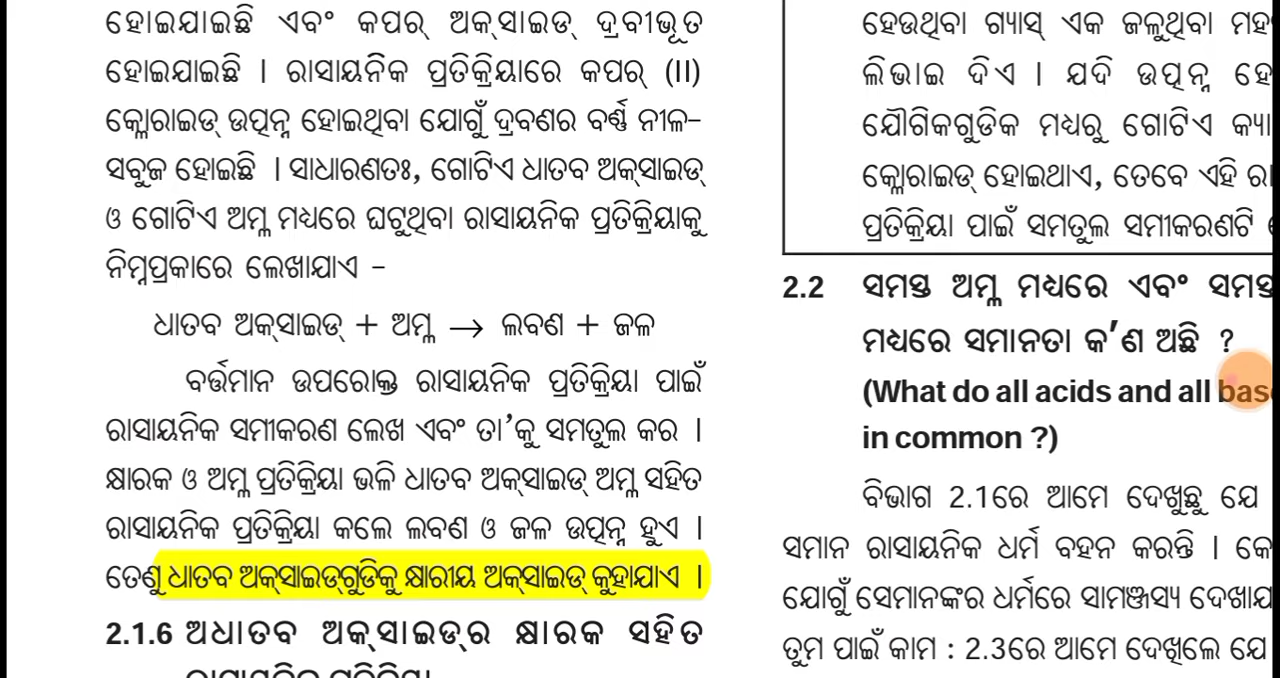 ହୋଇଯାଇଛି ଏବଂ କପର୍ ଅକ୍‌ସାଇଡ୍ ଦ୍ରବୀଭୂତ
ହୋଇଯାଇଛି । ରାସାୟନିକ ପ୍ରତିକ୍ରିୟାରେ କପର୍ (II)
କ୍ଲୋରାଇଡ୍ ଉତ୍ପନ୍ନ ହୋଇଥିବା ଯୋଗୁଁ ଦ୍ରବଣର ବର୍ଣ୍ଣ ନୀଳ-
ସବୁଜ ହୋଇଛି । ସାଧାରଣତଃ, ଗୋଟିଏ ଧାତବ ଅକ୍‌ସାଇଡ୍
ଓ ଗୋଟିଏ ଅମ୍ଳ ମଧ୍ୟରେ ଘଟୁଥିବା ରାସାୟନିକ ପ୍ରତିକ୍ରିୟାକୁ
ନିମ୍ନପ୍ରକାରେ ଲେଖାଯାଏ -
ଧାତବ ଅକ୍‌ସାଇଡ୍ + ଅମ୍ଳ → ଲବଣ + ଜଳ
ବର୍ତ୍ତମାନ ଉପରୋକ୍ତ ରାସାୟନିକ ପ୍ରତିକ୍ରିୟା ପାଇଁ
ରାସାୟନିକ ସମୀକରଣ ଲେଖ ଏବଂ ତା'କୁ ସମତୁଲ କର ।
କ୍ଷାରକ ଓ ଅମ୍ଳ ପ୍ରତିକ୍ରିୟା ଭଳି ଧାତବ ଅକ୍‌ସାଇଡ୍ ଅମ୍ଳ ସହିତ
ରାସାୟନିକ ପ୍ରତିକ୍ରିୟା କଲେ ଲବଣ ଓ ଜଳ ଉତ୍ପନ୍ନ ହୁଏ ।
ତେଣୁ ଧାତବ ଅକ୍‌ସାଇଡ୍‌ଗୁଡିକୁ କ୍ଷାରୀୟ ଅକ୍‌ସାଇଡ୍ କୁହାଯାଏ ।
2.1.6 ଅଧାତବ ଅକ୍‌ସାଇଡ୍‌ର କ୍ଷାରକ ସହିତ
ହେଉଥିବା ଗ୍ୟାସ୍ ଏକ ଜଳୁଥିବା
ଲିଭାଇ ଦିଏ । ଯଦି ଉତ୍ପନ୍ନ
ଯୌଗିକଗୁଡିକ ମଧ୍ୟରୁ ଗୋଟିଏ
କ୍ଲୋରାଇଡ୍ ହୋଇଥାଏ, ତେବେ ଏହି
ପ୍ରତିକ୍ରିୟା ପାଇଁ ସମତୁଲ ସମୀକରଣଟି
2.2 ସମସ୍ତ ଅମ୍ଳ ମଧ୍ୟରେ ଏବଂ ସମସ୍ତ
ମଧ୍ୟରେ ସମାନତା କ'ଣ ଅଛି ?
(What do all acids and all
in common ?)
ବିଭାଗ 2.1ରେ ଆମେ ଦେଖୁଛୁ ଯେ
ସମାନ ରାସାୟନିକ ଧର୍ମ ବହନ କରନ୍ତି ।
ଯୋଗୁଁ ସେମାନଙ୍କର ଧର୍ମରେ ସାମଞ୍ଜସ୍ୟ
ତୁମ ପାଇଁ କାମ : 2.3ରେ ଆମେ ଦେଖିଲେ ଯେ